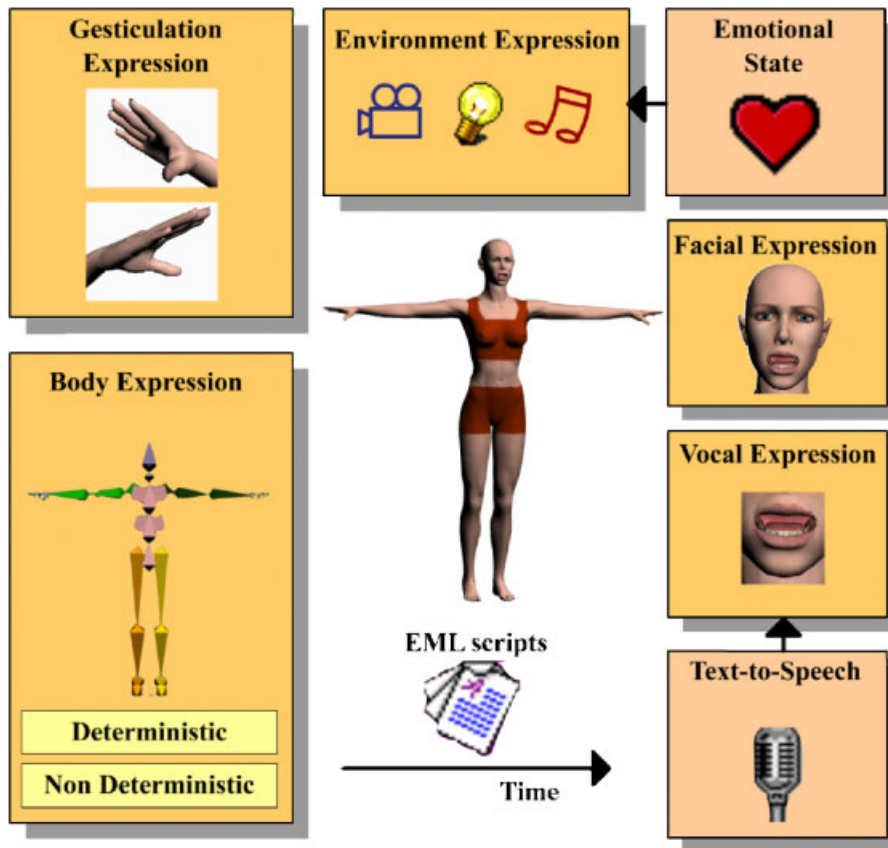 Gesticulation
Expression
Environment Expression
Emotional
State
Facial Expression
Body Expression
Vocal Expression
EML scripts
Text-to-Speech
Deterministic
Non Deterministic
Time